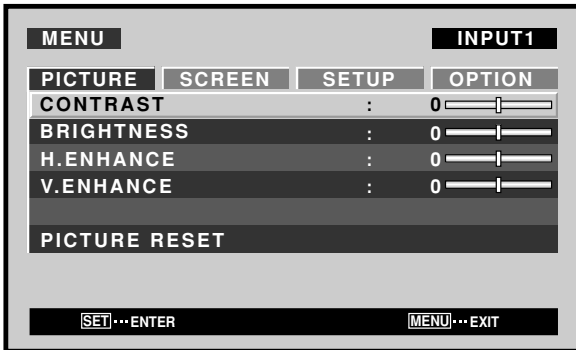 MENU INPUT1
PICTURE SCREEN SETUP OPTION
CONTRAST : 0
BRIGHTNESS : 0
H.ENHANCE : 0
V.ENHANCE : 0
PICTURE RESET
SET···ENTER MENU···EXIT